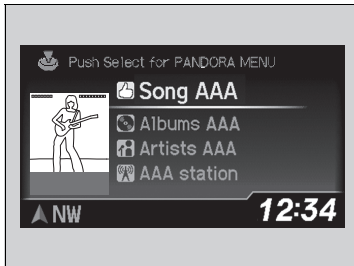 Push Select for PANDORA MENU
Song AAA
Albums AAA
Artists AAA
AAA station
NW
12:34